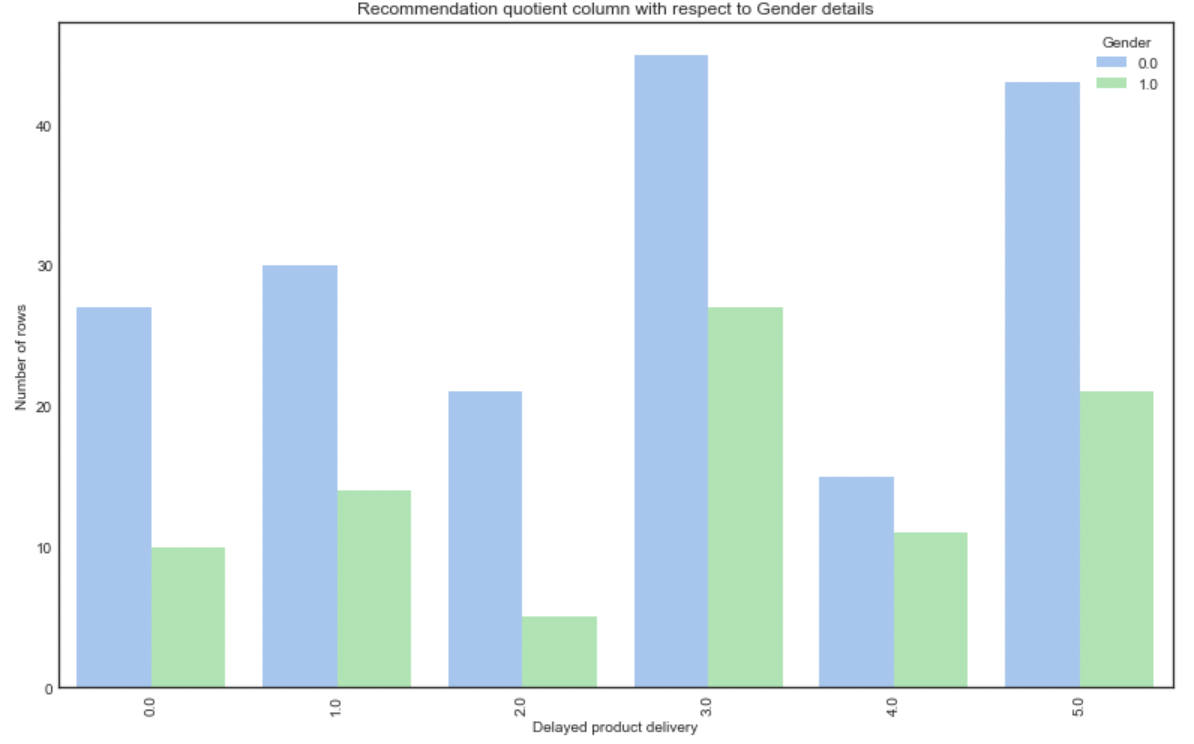 Recommendation quotient column with respect to Gender details
Gender
0.0
1.0
Number of rows
40
30
20
10
0
0.0 1.0 2.0 3.0 4.0 5.0
Delayed product delivery